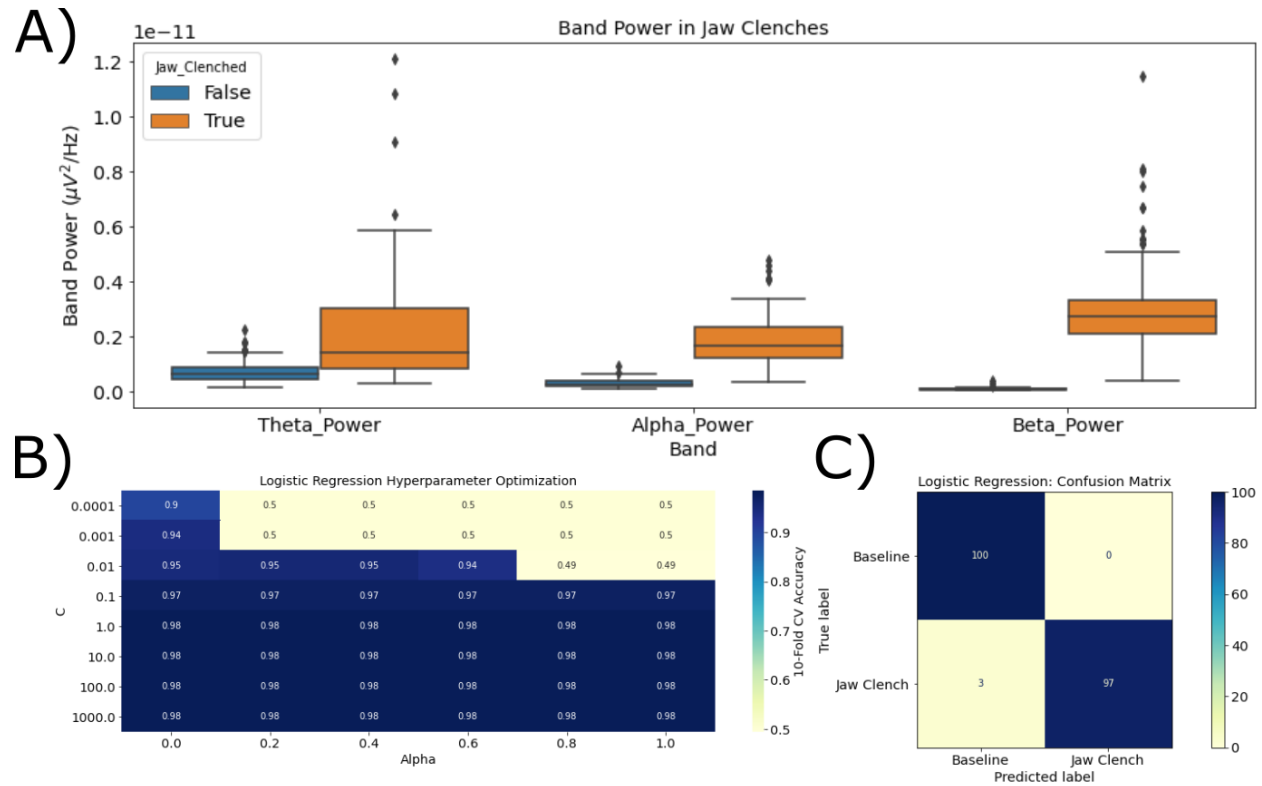 A)
1e−11
Band Power in Jaw Clenches
Jaw_Clenched
False
True
Band Power (μV²/Hz)
1.2
1.0
0.8
0.6
0.4
0.2
0.0
Theta_Power
Alpha_Power
Beta_Power
Band
B)
Logistic Regression Hyperparameter Optimization
C
0.0001 0.9 0.5 0.5 0.5 0.5 0.5
0.001 0.94 0.5 0.5 0.5 0.5 0.5
0.01 0.95 0.95 0.95 0.94 0.49 0.49
0.1 0.97 0.97 0.97 0.97 0.97 0.97
1.0 0.98 0.98 0.98 0.98 0.98 0.98
10.0 0.98 0.98 0.98 0.98 0.98 0.98
100.0 0.98 0.98 0.98 0.98 0.98 0.98
1000.0 0.98 0.98 0.98 0.98 0.98 0.98
0.0 0.2 0.4 0.6 0.8 1.0
Alpha
0.9
0.8
0.7
0.6
0.5
10-Fold CV Accuracy
C)
Logistic Regression: Confusion Matrix
True label
Baseline 100 0
Jaw Clench 3 97
Baseline Jaw Clench
Predicted label
100
80
60
40
20
0